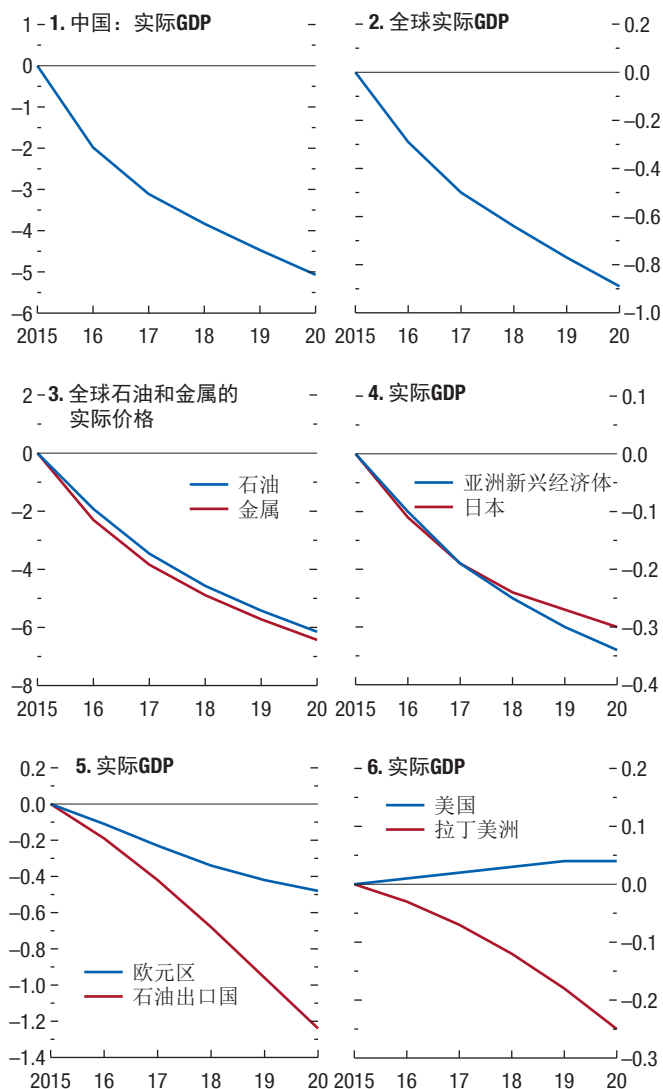 1
1. 中国：实际GDP
0
–1
–2
–3
–4
–5
–6
2015 16 17 18 19 20
2. 全球实际GDP
0.2
0.0
–0.2
–0.4
–0.6
–0.8
–1.0
2015 16 17 18 19 20
2
3. 全球石油和金属的
实际价格
0
石油
金属
–2
–4
–6
–8
2015 16 17 18 19 20
4. 实际GDP
0.1
0.0
亚洲新兴经济体
日本
–0.1
–0.2
–0.3
–0.4
2015 16 17 18 19 20
5. 实际GDP
0.2
0.0
–0.2
–0.4
–0.6
–0.8
–1.0
–1.2
–1.4
欧元区
石油出口国
2015 16 17 18 19 20
6. 实际GDP
0.2
美国
拉丁美洲
0.1
0.0
–0.1
–0.2
–0.3
2015 16 17 18 19 20